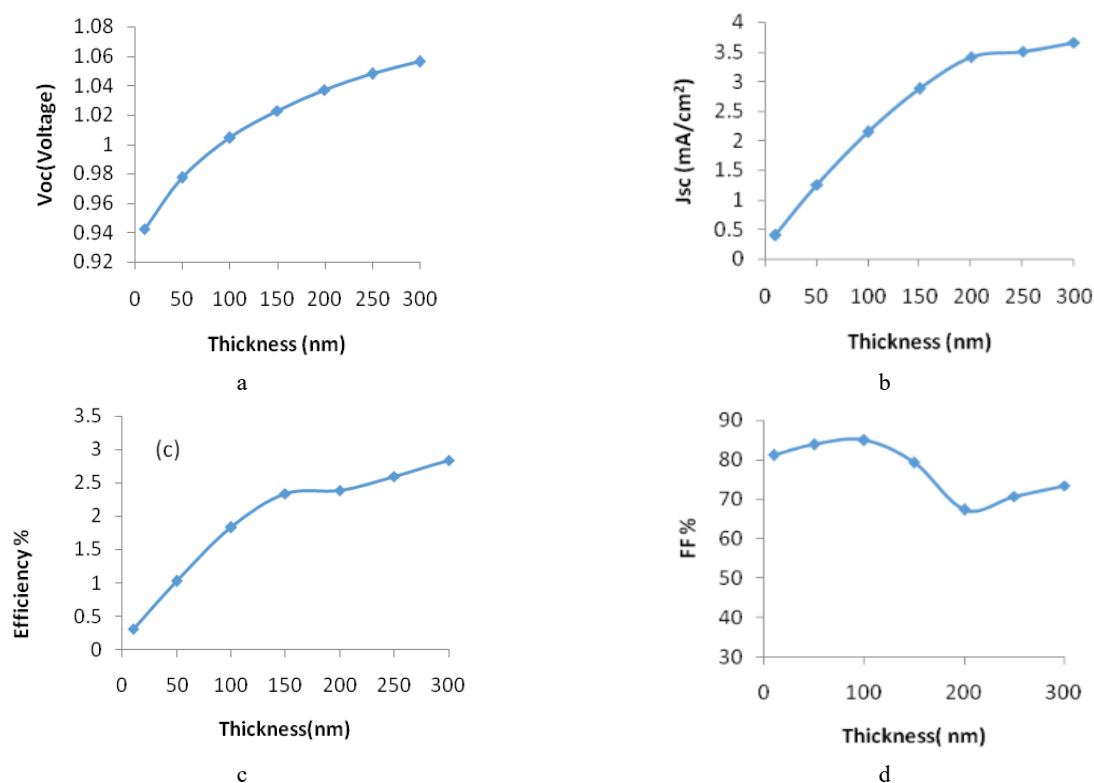 1.08
1.06
1.04
1.02
1
0.98
0.96
0.94
0.92
Voc(Voltage)
0 50 100 150 200 250 300
Thickness (nm)
a
4
3.5
3
2.5
2
1.5
1
0.5
0
Jsc (mA/cm²)
0 50 100 150 200 250 300
Thickness (nm)
b
3.5
3
2.5
2
1.5
1
0.5
0
(c)
Efficiency %
0 50 100 150 200 250 300
Thickness(nm)
c
90
80
70
60
50
40
30
FF %
0 100 200 300
Thickness( nm)
d